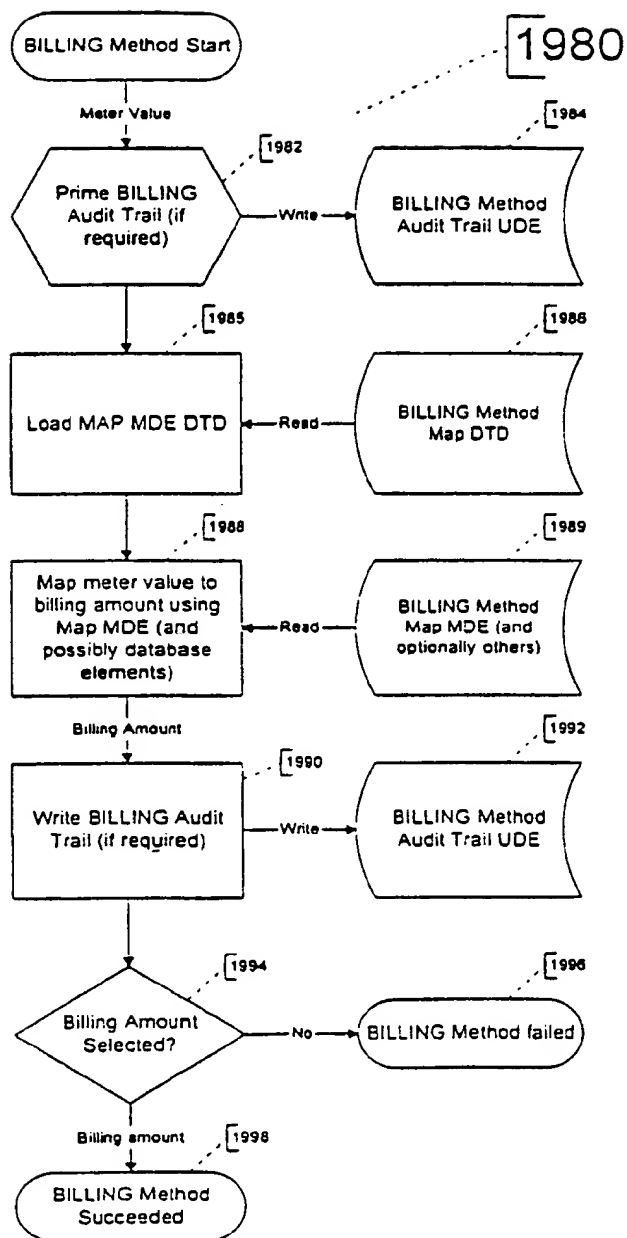 BILLING Method Start
1980
Meter Value
1982
1984
Prime BILLING
Audit Trail (if
required)
Write
BILLING Method
Audit Trail UDE
1985
1986
Load MAP MDE DTD
Read
BILLING Method
Map DTD
1988
1989
Map meter value to
billing amount using
Map MDE (and
possibly database
elements)
Read
BILLING Method
Map MDE (and
optionally others)
Billing Amount
1990
1992
Write BILLING Audit
Trail (if required)
Write
BILLING Method
Audit Trail UDE
1994
1996
Billing Amount
Selected?
No
BILLING Method failed
Billing amount
1998
BILLING Method
Succeeded